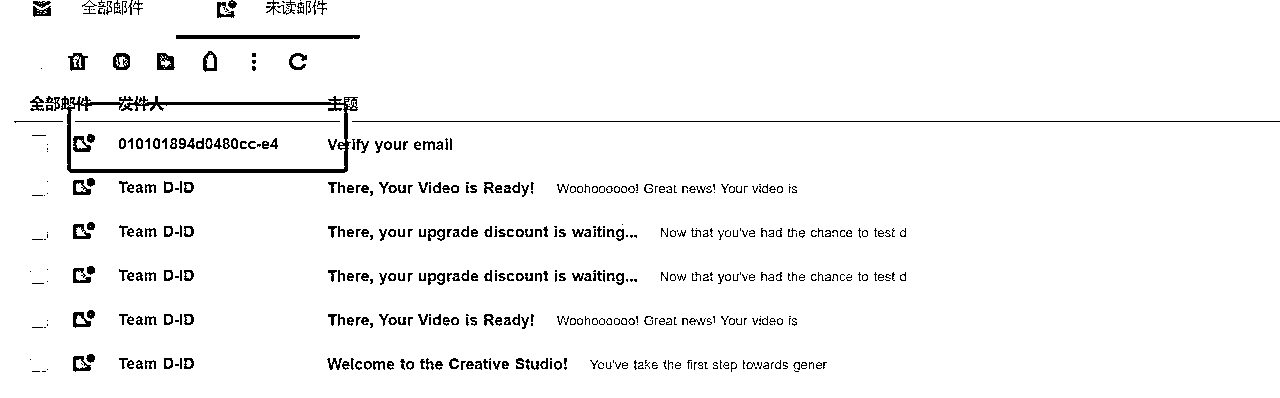 全部邮件 未读邮件
全部邮件 发件人 主题
010101894d0480cc-e4 Verify your email
Team D-ID There, Your Video is Ready! Woohoooooo! Great news! Your video is
Team D-ID There, your upgrade discount is waiting... Now that you've had the chance to test d
Team D-ID There, your upgrade discount is waiting... Now that you've had the chance to test d
Team D-ID There, Your Video is Ready! Woohoooooo! Great news! Your video is
Team D-ID Welcome to the Creative Studio! You've take the first step towards gener